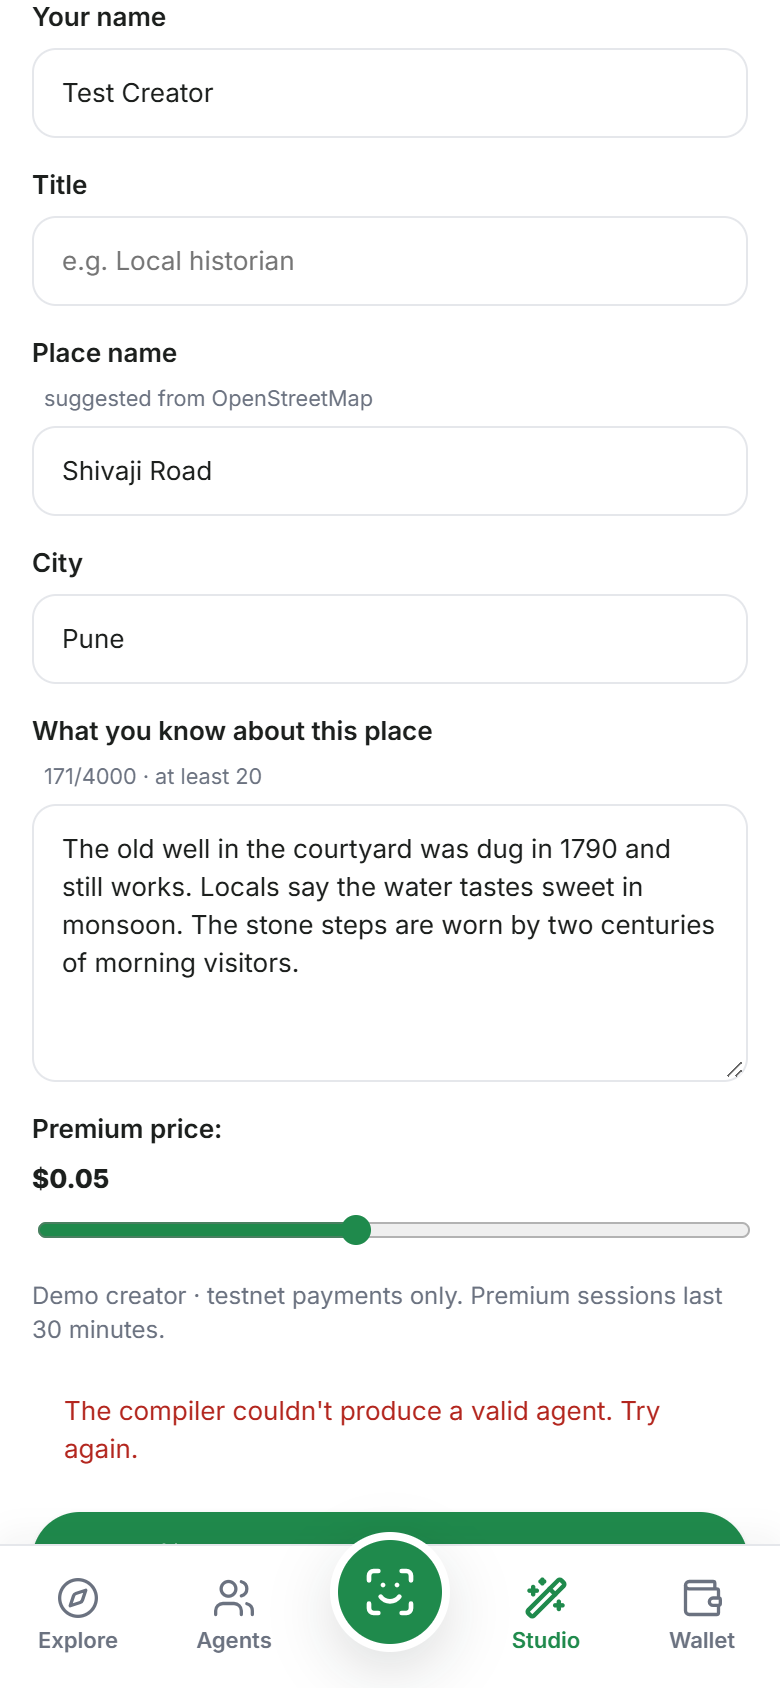 Your name
Test Creator
Title
e.g. Local historian
Place name
suggested from OpenStreetMap
Shivaji Road
City
Pune
What you know about this place
171/4000 · at least 20
The old well in the courtyard was dug in 1790 and
still works. Locals say the water tastes sweet in
monsoon. The stone steps are worn by two centuries
of morning visitors.
Premium price:
$0.05
Demo creator · testnet payments only. Premium sessions last
30 minutes.
The compiler couldn't produce a valid agent. Try
again.
Explore
Agents
Studio
Wallet